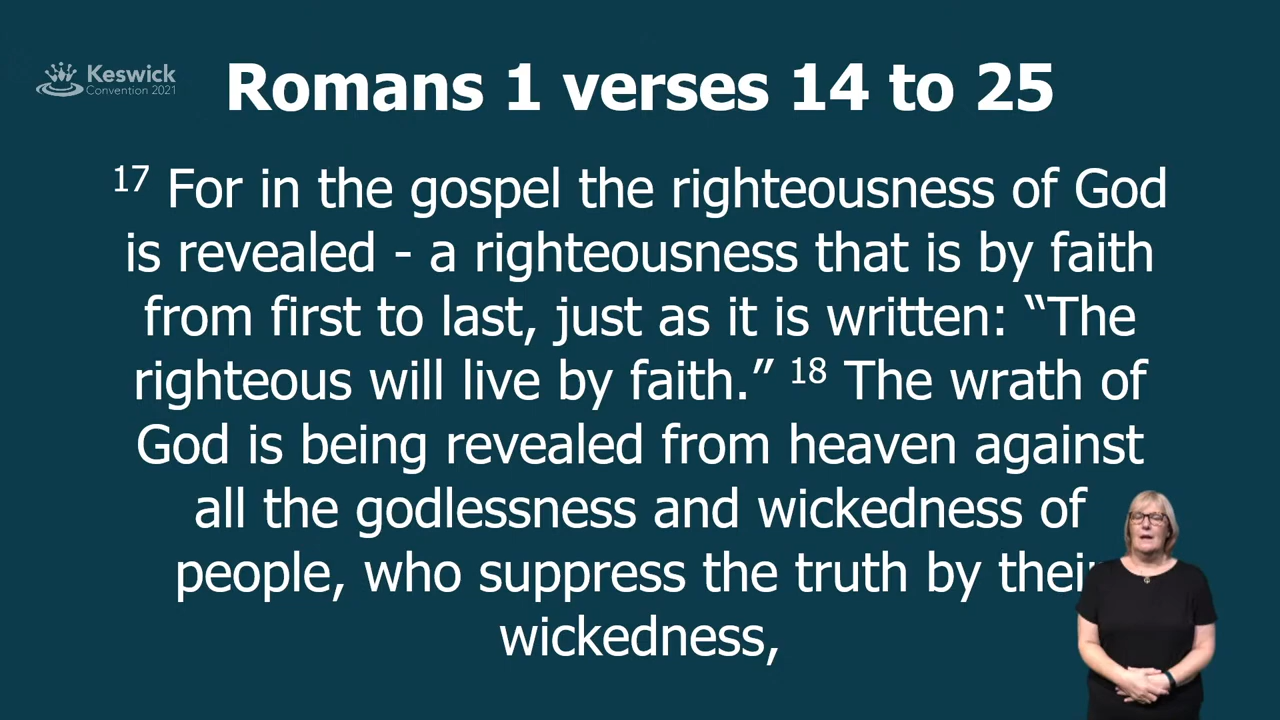 Keswick
Convention 2021
Romans 1 verses 14 to 25
17 For in the gospel the righteousness of God
is revealed - a righteousness that is by faith
from first to last, just as it is written: “The
righteous will live by faith.” 18 The wrath of
God is being revealed from heaven against
all the godlessness and wickedness of
people, who suppress the truth by their
wickedness,